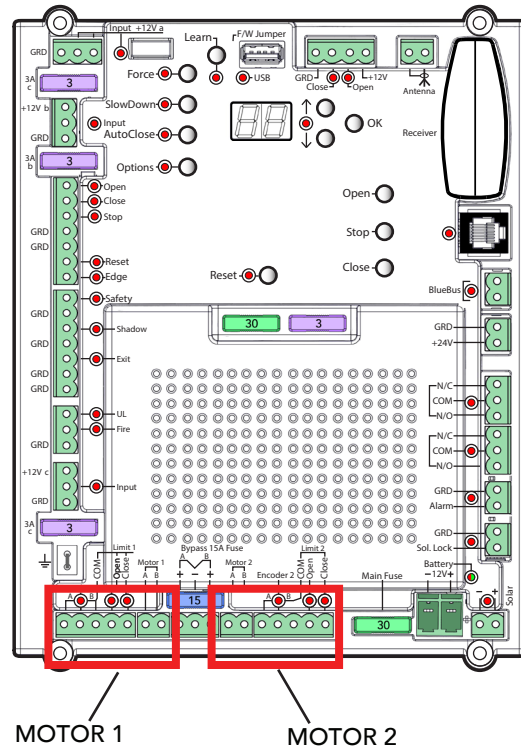 Input +12V a
Learn
F/W Jumper
GRD
Force
USB
GRD
+12V
Close
Open
Antenna
3A
c
3
SlowDown
+12V b
Input
AutoClose
OK
Receiver
GRD
3A
b
3
Options
Open
Close
Stop
Open
GRD
GRD
Stop
Reset
Edge
Reset
Close
Safety
BlueBus
GRD
Shadow
30
3
GRD
+24V
GRD
Exit
GRD
N/C
COM
N/O
UL
Fire
GRD
N/C
COM
N/O
+12V c
Input
GRD
GRD
Alarm
3A
c
3
GRD
Sol. Lock
COM
Limit 1
Open
Close
Motor 1
A B
Bypass 15A Fuse
A B
+ − +
Motor 2
A B
Limit 2
COM
Open
Close
Encoder 2
Main Fuse
Battery
−12V+
− +
Solar
A B
15
A B
30
MOTOR 1
MOTOR 2